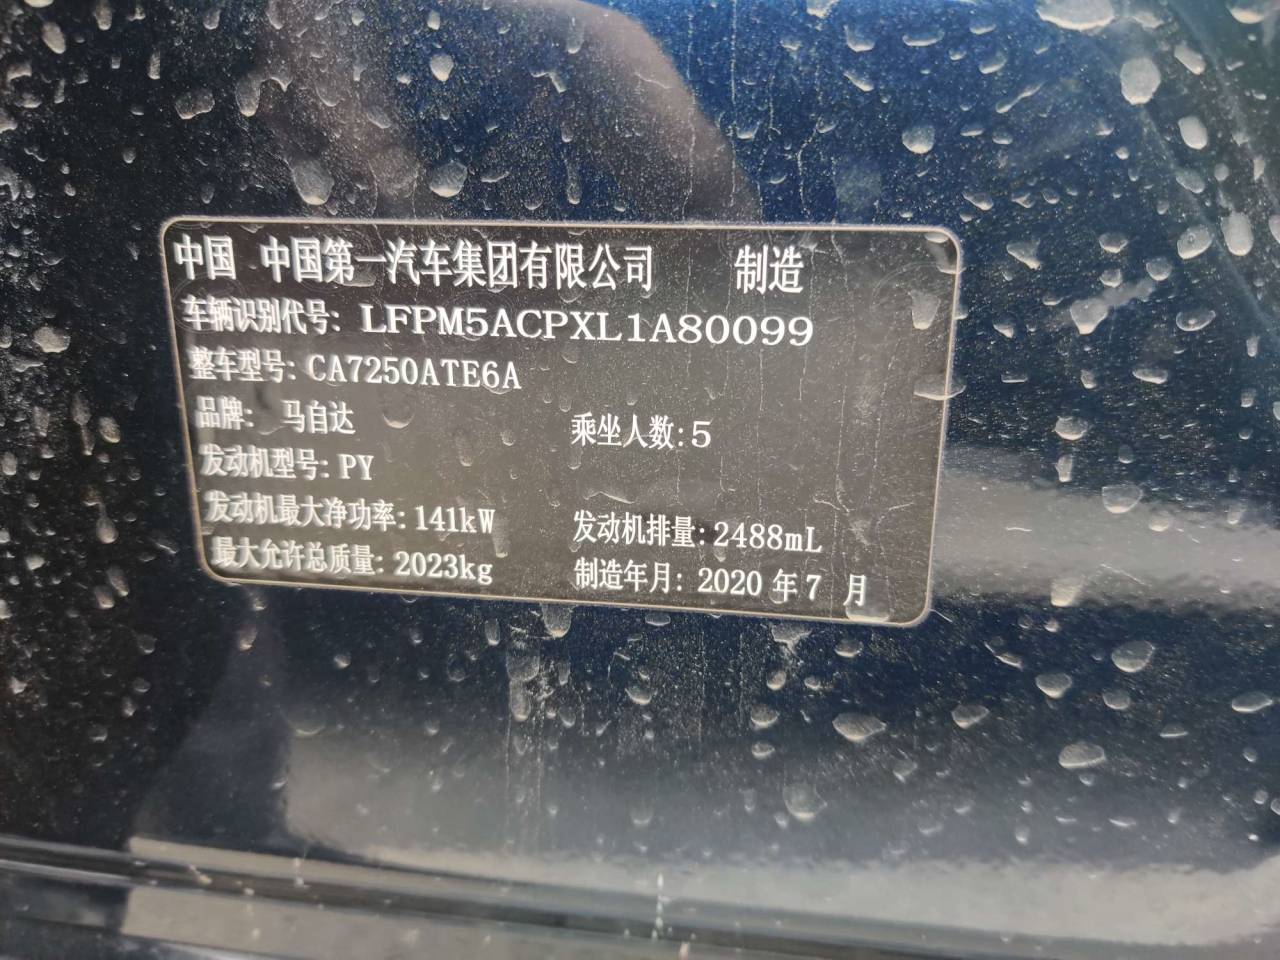 中国 中国第一汽车集团有限公司 制造
车辆识别代号: LFPM5ACPXL1A80099
整车型号: CA7250ATE6A
品牌: 马自达 乘坐人数: 5
发动机型号: PY
发动机最大净功率: 141kW 发动机排量: 2488mL
最大允许总质量: 2023kg 制造年月: 2020 年 7 月